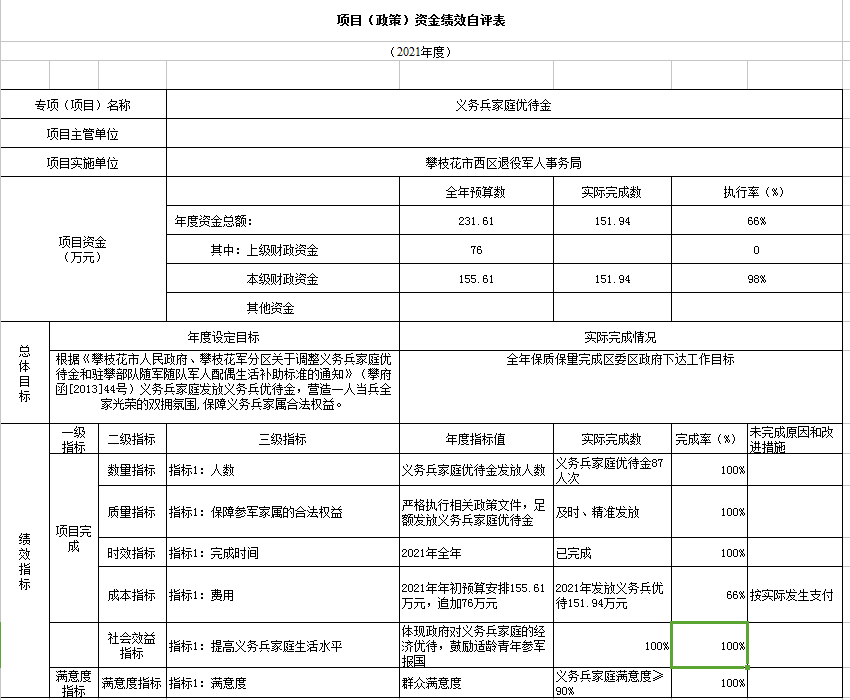 项目（政策）资金绩效自评表
（2021年度）
专项（项目）名称 义务兵家庭优待金
项目主管单位
项目实施单位 攀枝花市西区退役军人事务局
项目资金
（万元）
全年预算数 实际完成数 执行率（%）
年度资金总额： 231.61 151.94 66%
其中：上级财政资金 76 0
本级财政资金 155.61 151.94 98%
其他资金
总体目标
年度设定目标 实际完成情况
根据《攀枝花市人民政府、攀枝花军分区关于调整义务兵家庭优
待金和驻攀部队随军随队军人配偶生活补助标准的通知》（攀府
函[2013]44号）义务兵家庭发放义务兵优待金，营造一人当兵全
家光荣的双拥氛围,保障义务兵家属合法权益。
全年保质保量完成区委区政府下达工作目标
绩效指标
一级
指标
二级指标 三级指标 年度指标值 实际完成数 完成率（%）
未完成原因和改
进措施
项目完
成
数量指标 指标1：人数 义务兵家庭优待金发放人数
义务兵家庭优待金87
人次
100%
质量指标 指标1：保障参军家属的合法权益
严格执行相关政策文件，足
额发放义务兵家庭优待金
及时、精准发放 100%
时效指标 指标1：完成时间 2021年全年 已完成 100%
成本指标 指标1：费用
2021年年初预算安排155.61
万元，追加76万元
2021年发放义务兵优
待151.94万元
66% 按实际发生支付
社会效益
指标
指标1：提高义务兵家庭生活水平
体现政府对义务兵家庭的经
济优待，鼓励适龄青年参军
报国
100% 100%
满意度
指标
满意度指标 指标1：满意度 群众满意度
义务兵家庭满意度≥
90%
100%